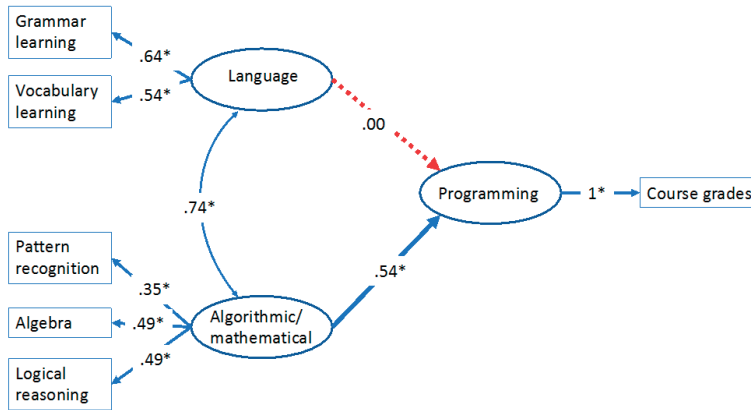 Grammar
learning
.64*
Vocabulary
learning
.54*
Language
.00
Programming
1*
Course grades
.74*
.54*
Pattern
recognition
.35*
Algebra
.49*
Algorithmic/
mathematical
Logical
reasoning
.49*